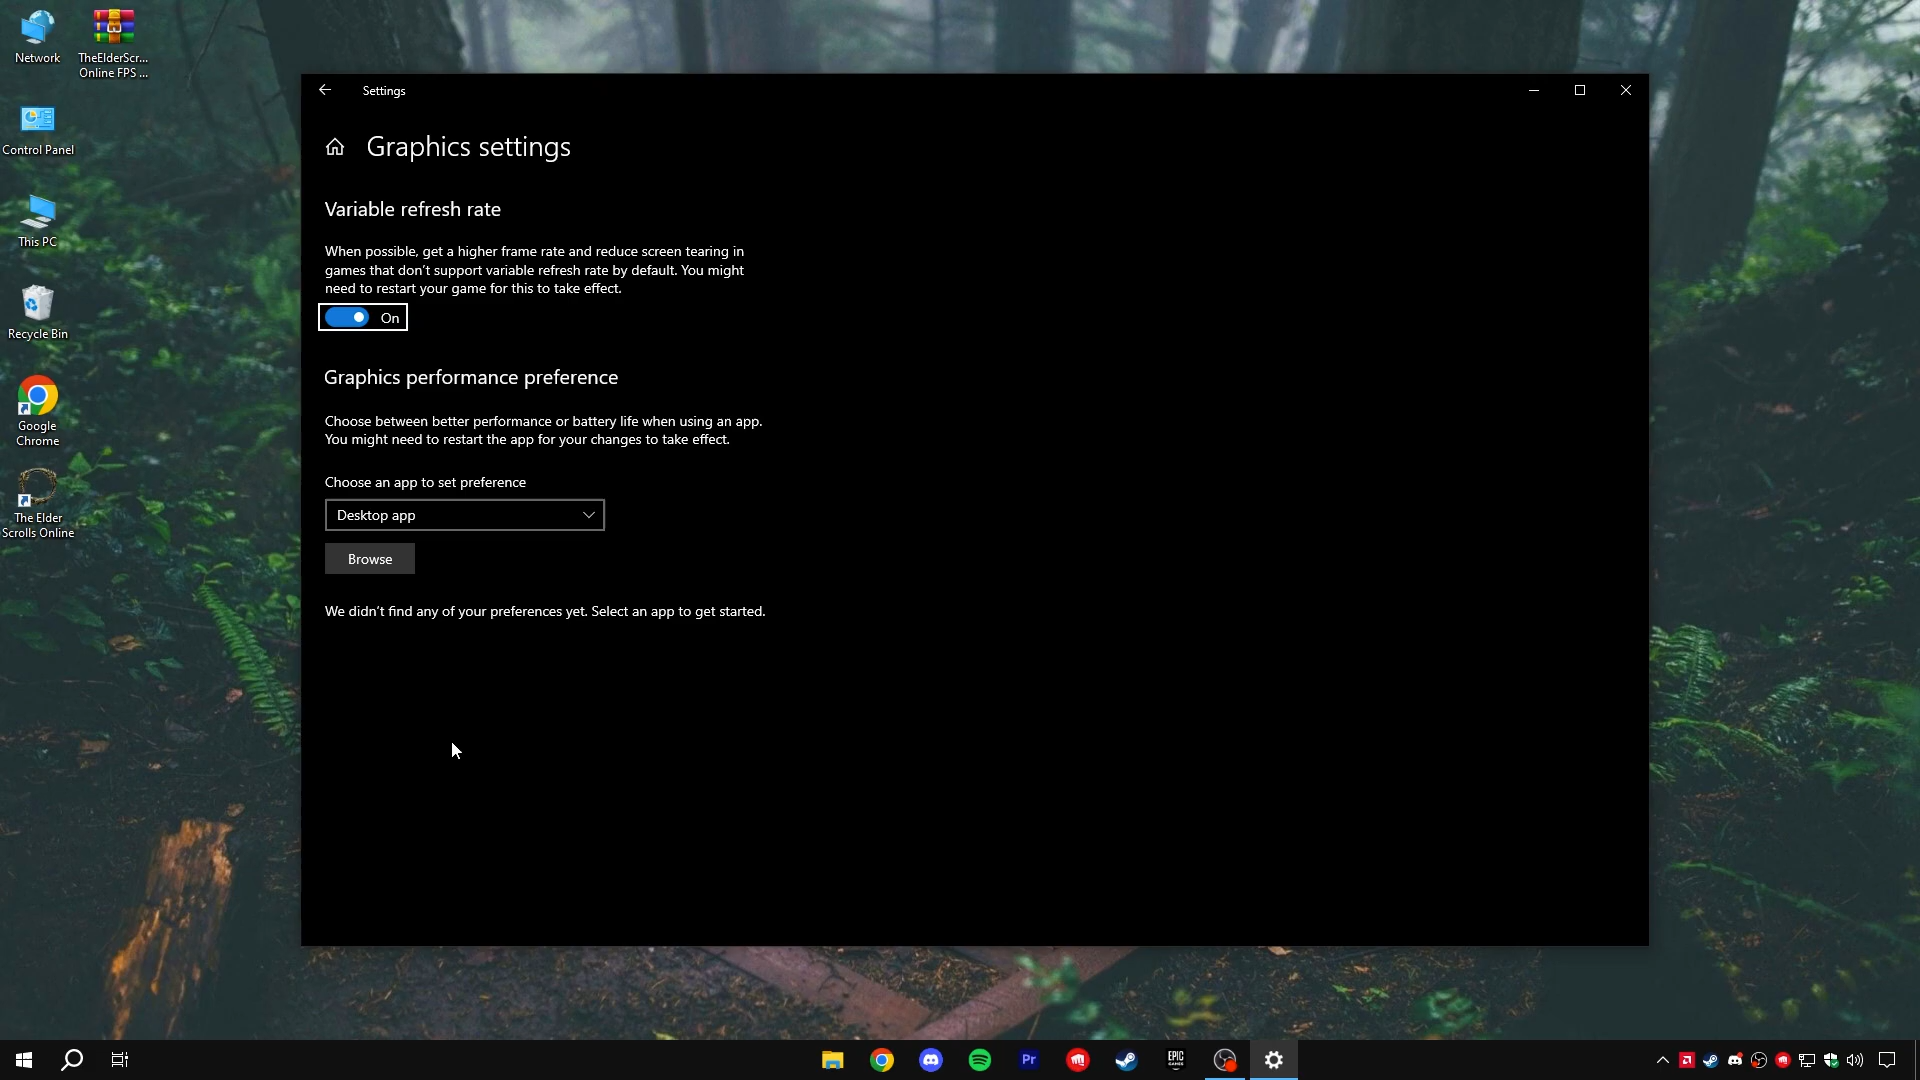 Network
TheElderScr...
Online FPS ...
Control Panel
This PC
Recycle Bin
Google
Chrome
The Elder
Scrolls Online
Settings
Graphics settings
Variable refresh rate
When possible, get a higher frame rate and reduce screen tearing in
games that don't support variable refresh rate by default. You might
need to restart your game for this to take effect.
On
Graphics performance preference
Choose between better performance or battery life when using an app.
You might need to restart the app for your changes to take effect.
Choose an app to set preference
Desktop app
Browse
We didn't find any of your preferences yet. Select an app to get started.
Pr
EPIC
GAMES